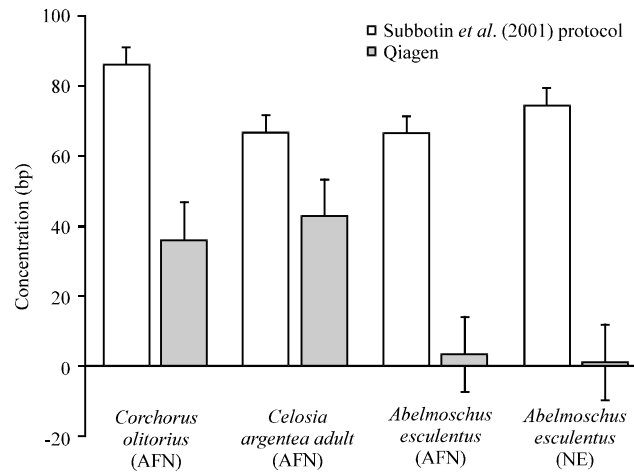 100
80
60
40
20
0
-20
Concentration (bp)
Subbotin et al. (2001) protocol
Qiagen
Corchorus
olitorius
(AFN)
Celosia
argentea adult
(AFN)
Abelmoschus
esculentus
(AFN)
Abelmoschus
esculentus
(NE)